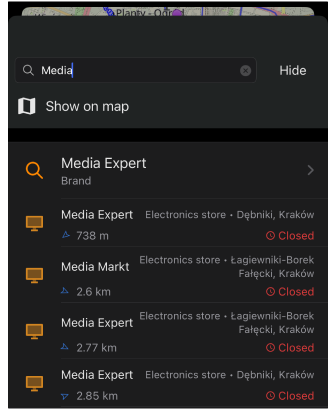 Planty - Ogród
Media
Hide
Show on map
Media Expert
Brand
Media Expert Electronics store • Dębniki, Kraków
738 m Closed
Media Markt Electronics store • Łagiewniki-Borek
Fałęcki, Kraków
2.6 km Closed
Media Expert Electronics store • Łagiewniki-Borek
Fałęcki, Kraków
2.77 km Closed
Media Expert Electronics store • Dębniki, Kraków
2.85 km Closed